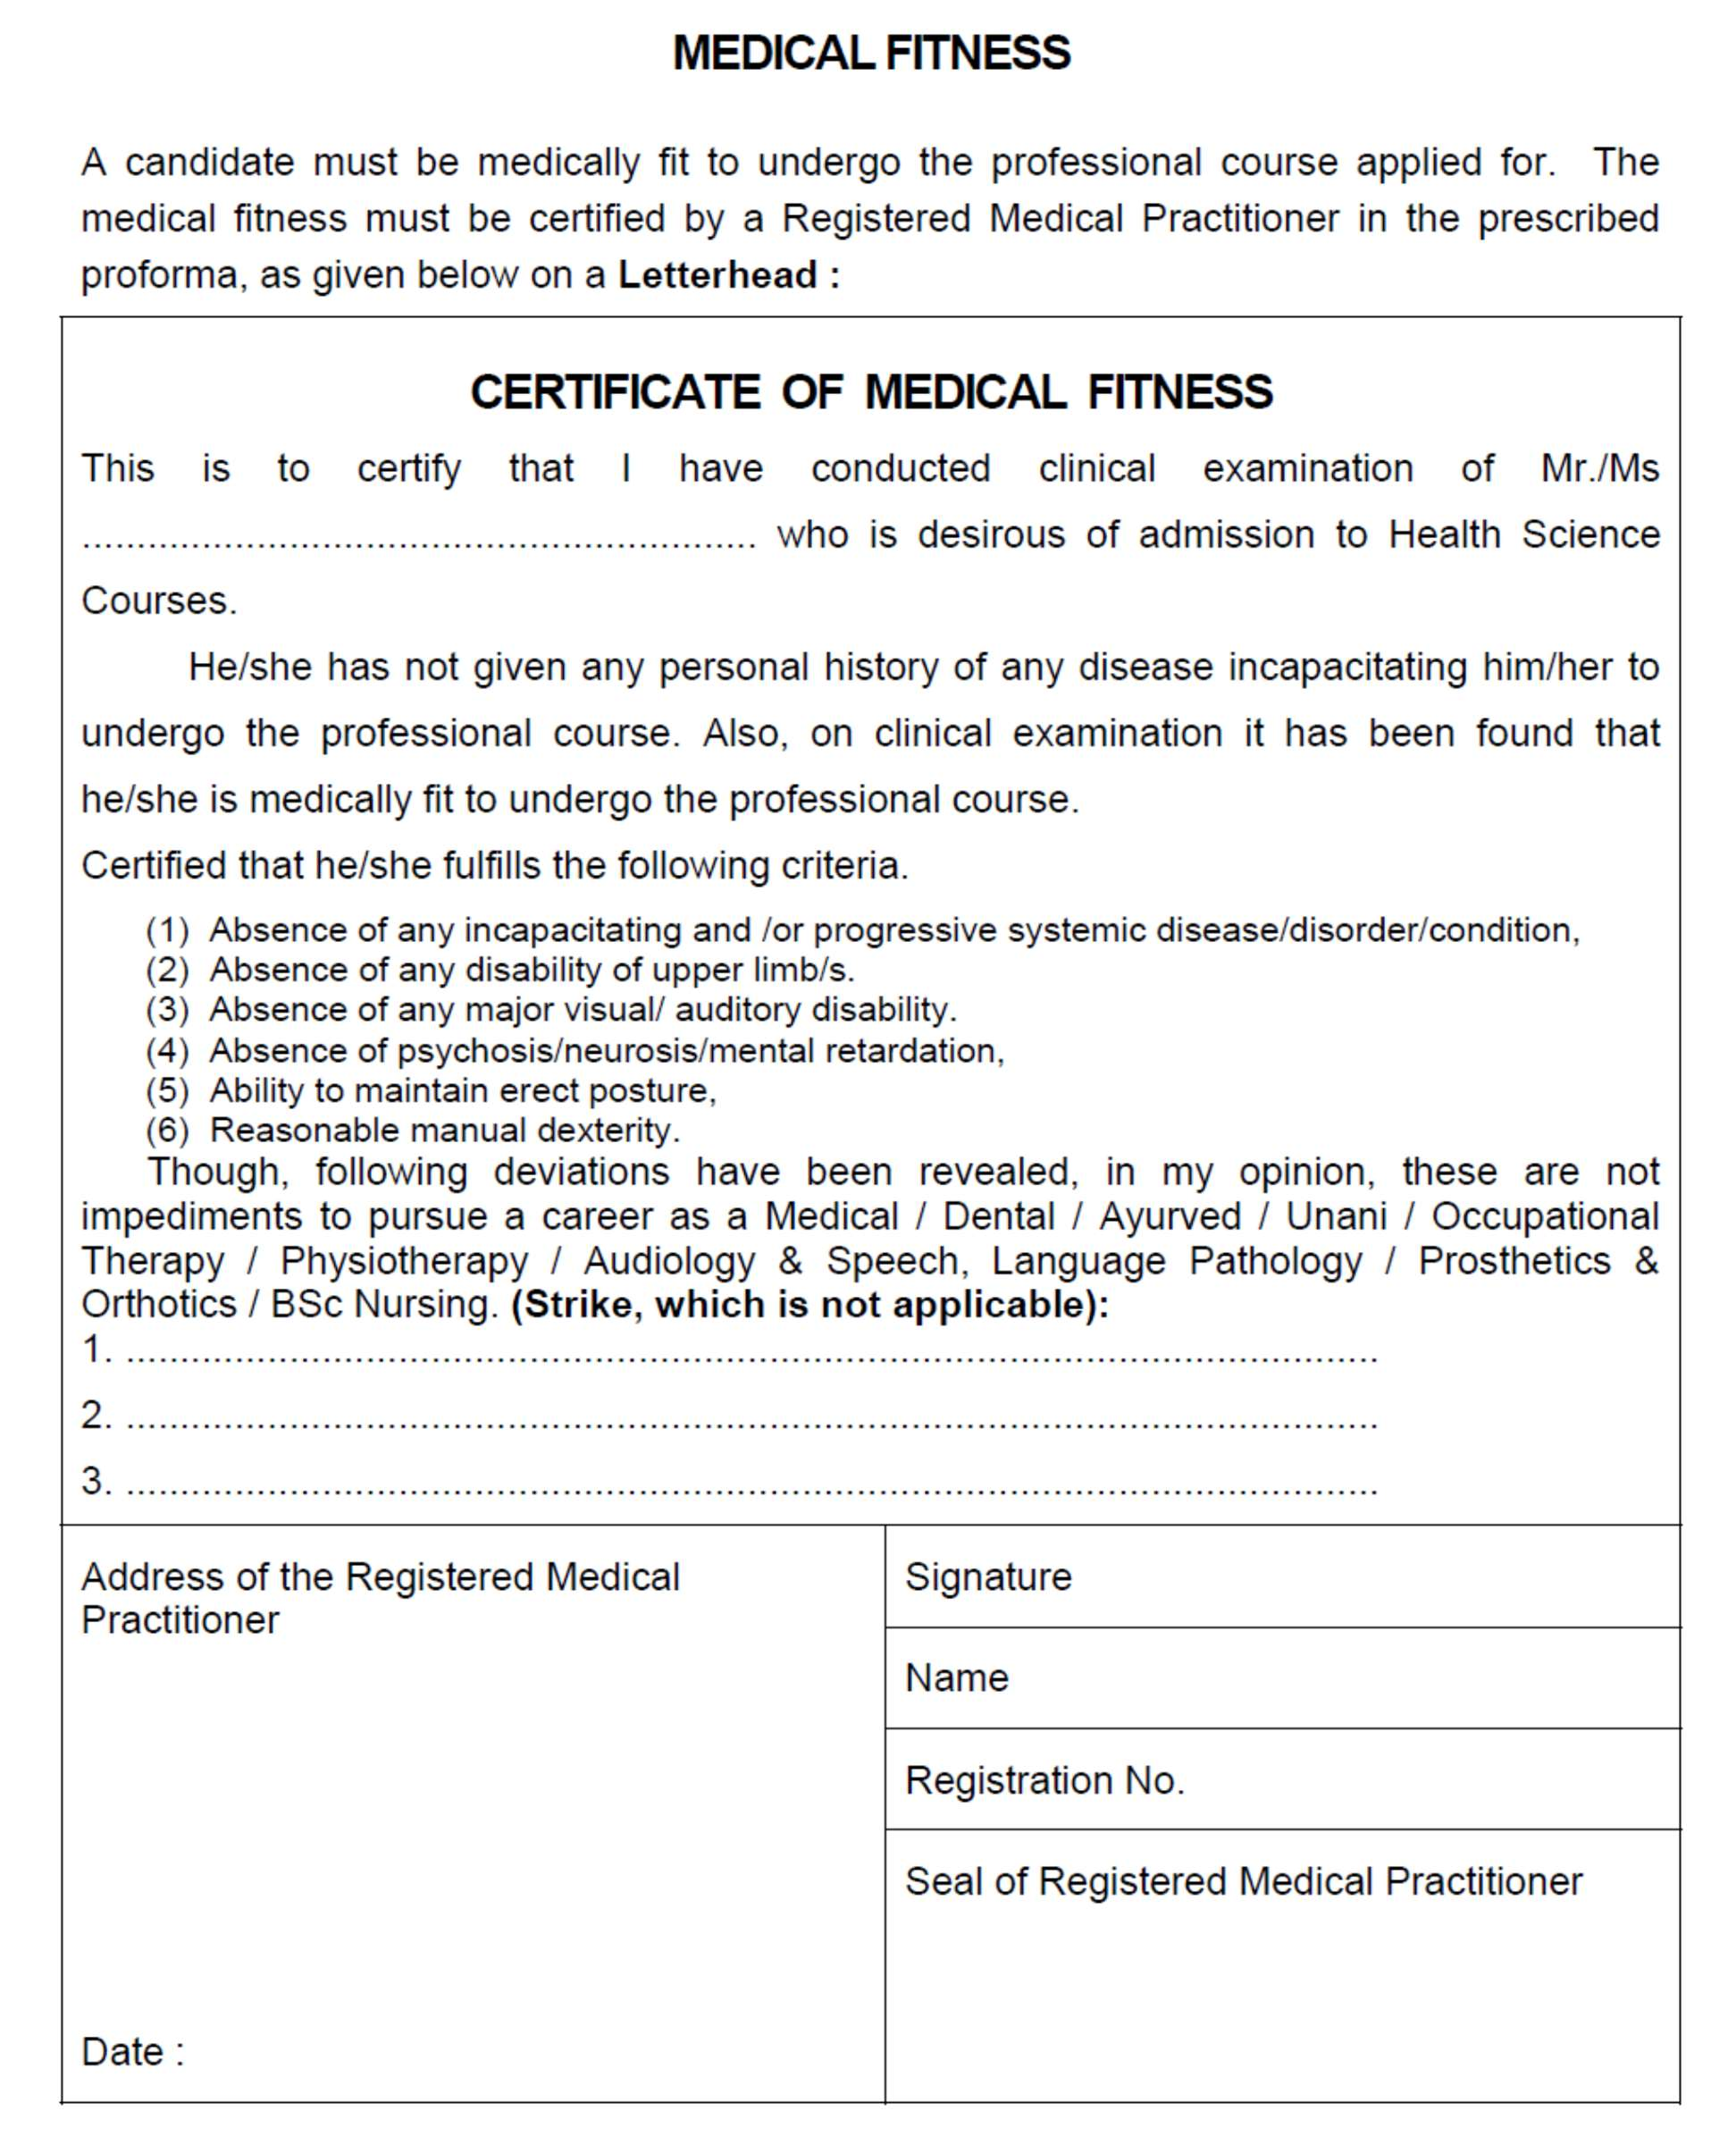 MEDICAL FITNESS
A candidate must be medically fit to undergo the professional course applied for. The
medical fitness must be certified by a Registered Medical Practitioner in the prescribed
proforma, as given below on a Letterhead :
CERTIFICATE OF MEDICAL FITNESS
This is to certify that I have conducted clinical examination of Mr./Ms
.............................................................. who is desirous of admission to Health Science
Courses.
He/she has not given any personal history of any disease incapacitating him/her to
undergo the professional course. Also, on clinical examination it has been found that
he/she is medically fit to undergo the professional course.
Certified that he/she fulfills the following criteria.
(1) Absence of any incapacitating and /or progressive systemic disease/disorder/condition,
(2) Absence of any disability of upper limb/s.
(3) Absence of any major visual/ auditory disability.
(4) Absence of psychosis/neurosis/mental retardation,
(5) Ability to maintain erect posture,
(6) Reasonable manual dexterity.
Though, following deviations have been revealed, in my opinion, these are not
impediments to pursue a career as a Medical / Dental / Ayurved / Unani / Occupational
Therapy / Physiotherapy / Audiology & Speech, Language Pathology / Prosthetics &
Orthotics / BSc Nursing. (Strike, which is not applicable):
1. ...................................................................................................................
2. ...................................................................................................................
3. ...................................................................................................................
Address of the Registered Medical
Practitioner
Date :
Signature
Name
Registration No.
Seal of Registered Medical Practitioner